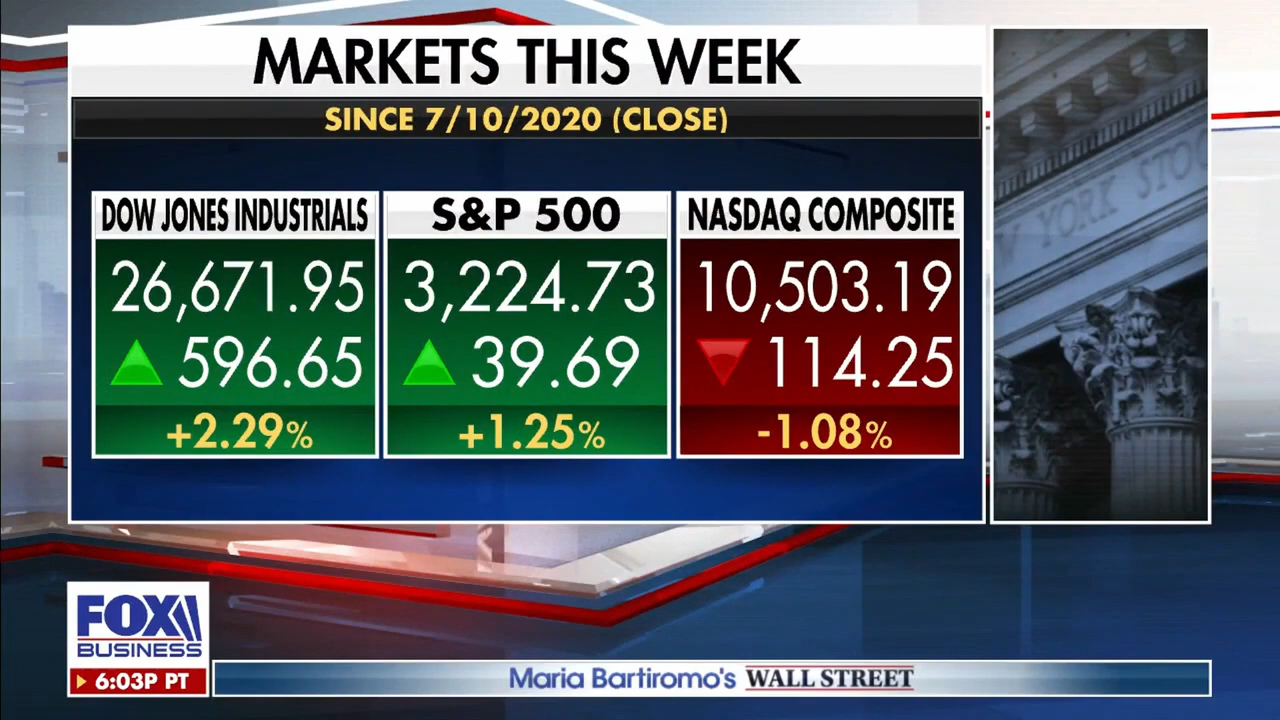 MARKETS THIS WEEK
SINCE 7/10/2020 (CLOSE)
DOW JONES INDUSTRIALS
26,671.95
▲ 596.65
+2.29%
S&P 500
3,224.73
▲ 39.69
+1.25%
NASDAQ COMPOSITE
10,503.19
▼ 114.25
-1.08%
YORK STO
FOX
BUSINESS
6:03P PT
Maria Bartiromo's WALL STREET